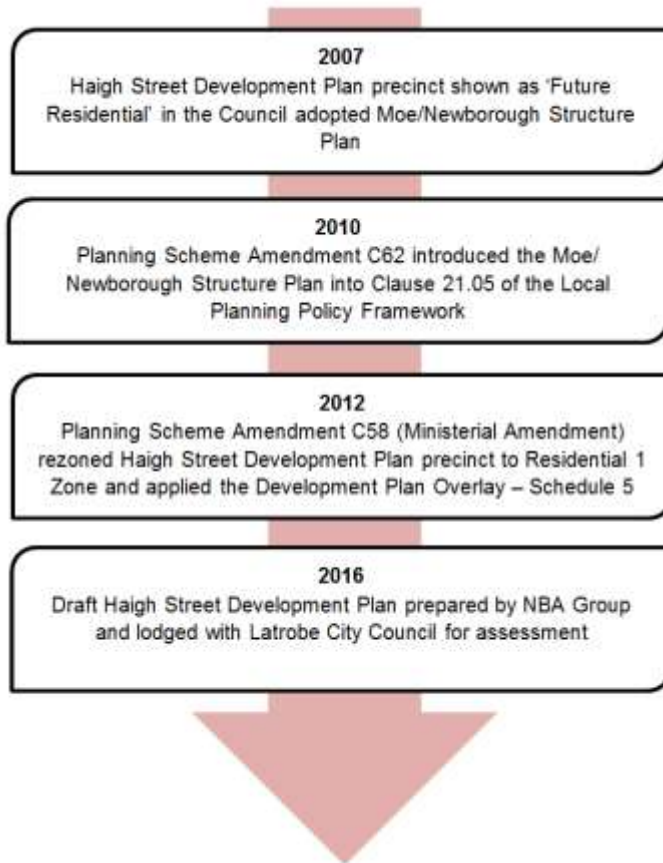 2007
Haigh Street Development Plan precinct shown as 'Future
Residential' in the Council adopted Moe/Newborough Structure
Plan
2010
Planning Scheme Amendment C62 introduced the Moe/
Newborough Structure Plan into Clause 21.05 of the Local
Planning Policy Framework
2012
Planning Scheme Amendment C58 (Ministerial Amendment)
rezoned Haigh Street Development Plan precinct to Residential 1
Zone and applied the Development Plan Overlay – Schedule 5
2016
Draft Haigh Street Development Plan prepared by NBA Group
and lodged with Latrobe City Council for assessment